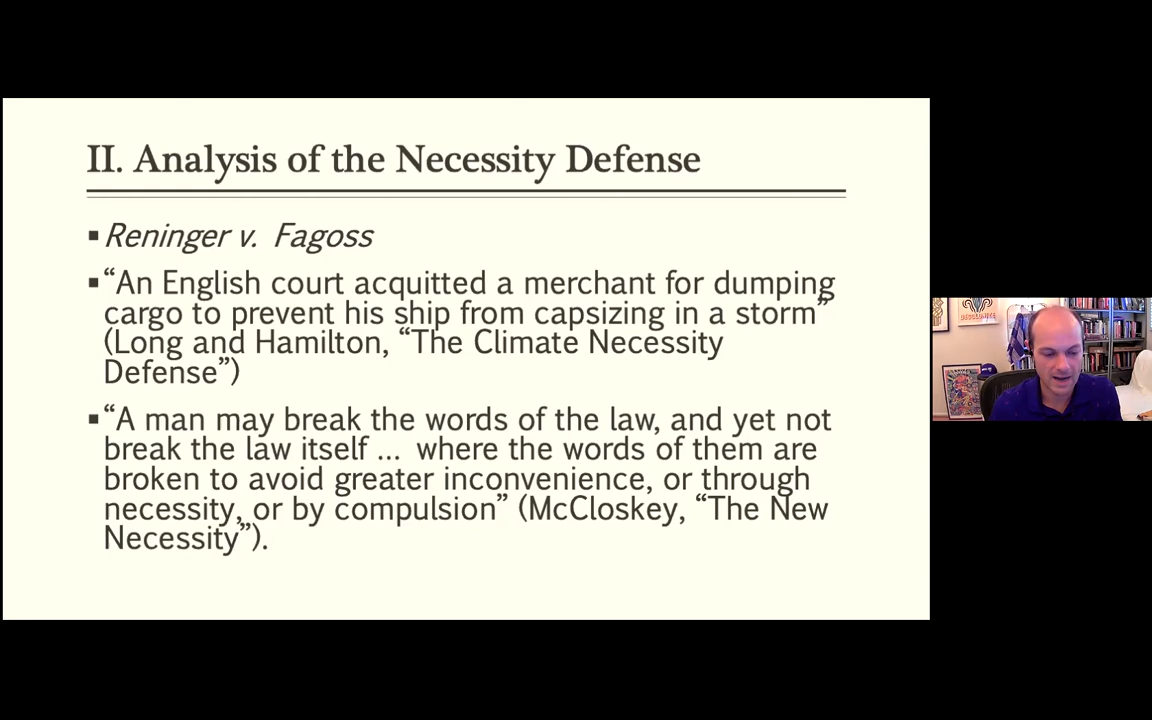 II. Analysis of the Necessity Defense
▪ Reninger v. Fagoss
▪ “An English court acquitted a merchant for dumping
cargo to prevent his ship from capsizing in a storm”
(Long and Hamilton, “The Climate Necessity
Defense”)
▪ “A man may break the words of the law, and yet not
break the law itself ... where the words of them are
broken to avoid greater inconvenience, or through
necessity, or by compulsion” (McCloskey, “The New
Necessity”).